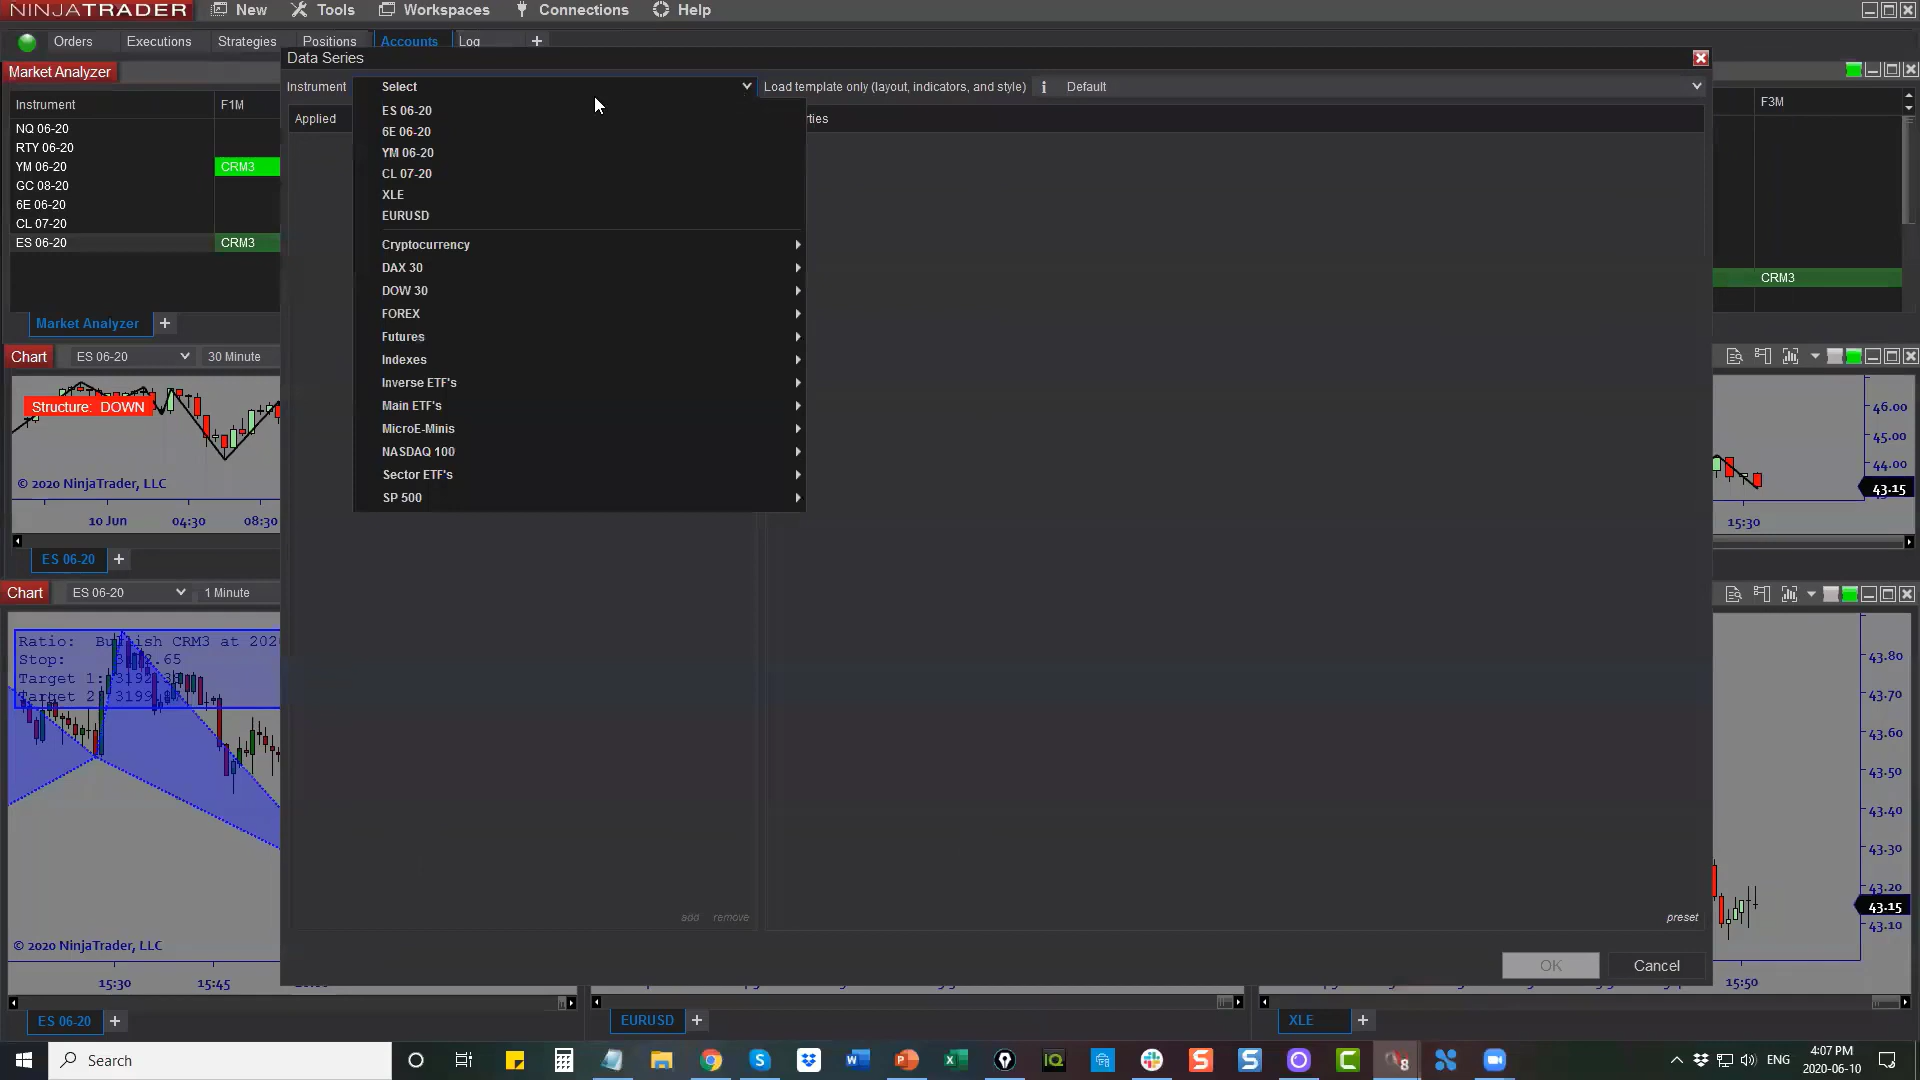 NINJATRADER New Tools Workspaces Connections Help
Orders Executions Strategies Positions Accounts Log +
Data Series
Market Analyzer
Instrument Select Load template only (layout, indicators, and style) i Default
Instrument F1M
Applied
ties
F3M
NQ 06-20
RTY 06-20
YM 06-20 CRM3
GC 08-20
6E 06-20
CL 07-20
ES 06-20 CRM3
CRM3
ES 06-20
6E 06-20
YM 06-20
CL 07-20
XLE
EURUSD
Cryptocurrency
DAX 30
DOW 30
FOREX
Futures
Indexes
Inverse ETF's
Main ETF's
MicroE-Minis
NASDAQ 100
Sector ETF's
SP 500
Market Analyzer +
Chart ES 06-20 30 Minute
Structure: DOWN
© 2020 NinjaTrader, LLC
10 Jun 04:30 08:30
ES 06-20 +
46.00
45.00
44.00
43.15
15:30
Chart ES 06-20 1 Minute
Ratio: Bullish CRM3 at 202
Stop:
Target 1:
Target 2
© 2020 NinjaTrader, LLC
15:30 15:45
ES 06-20 +
43.80
43.70
43.60
43.50
43.40
43.30
43.20
43.15
43.10
15:50
add remove
preset
OK Cancel
EURUSD +
XLE +
Search
ENG
4:07 PM
2020-06-10